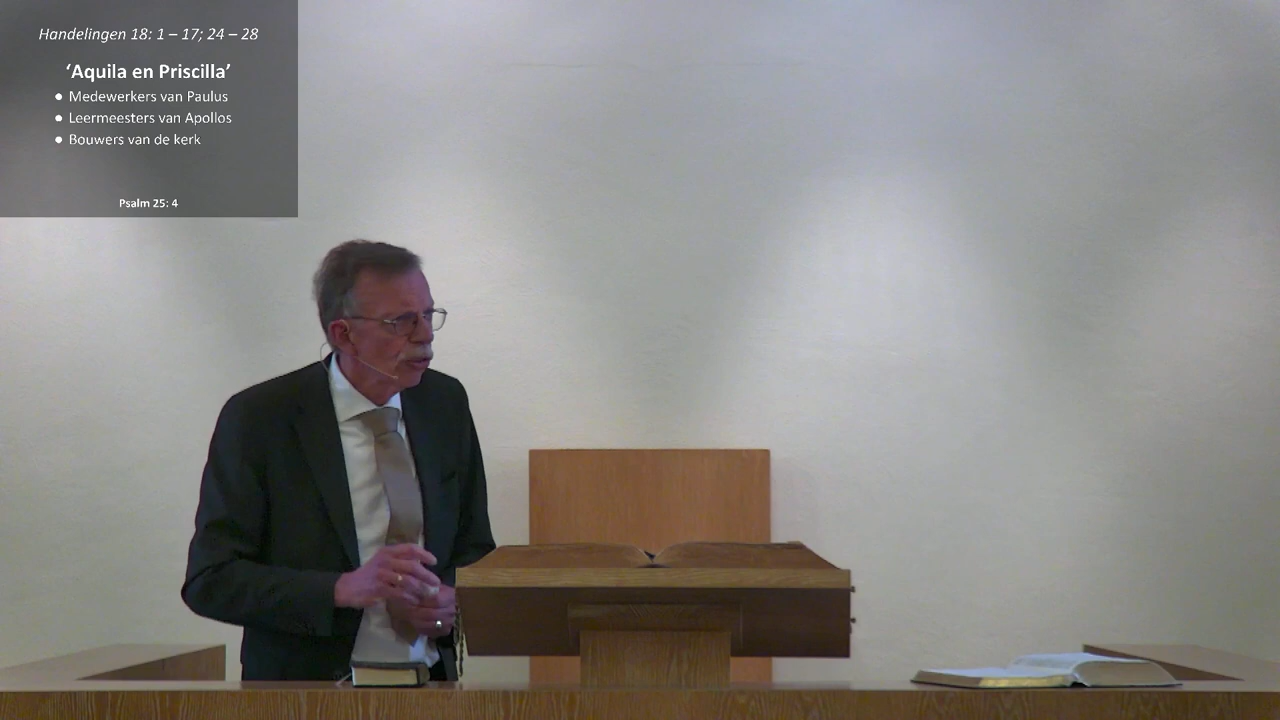 Handelingen 18: 1 – 17; 24 – 28
‘Aquila en Priscilla’
● Medewerkers van Paulus
● Leermeesters van Apollos
● Bouwers van de kerk
Psalm 25: 4